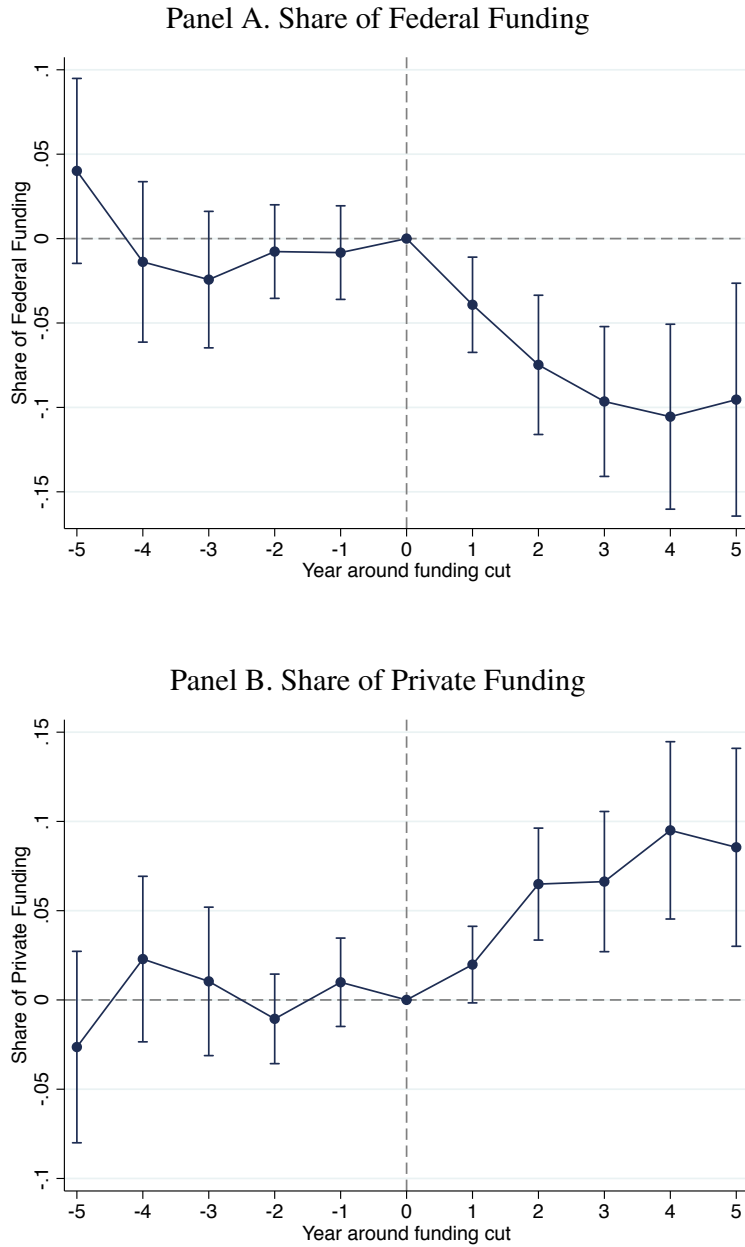 Panel A. Share of Federal Funding
.1
.05
0
-.05
-.1
-.15
Share of Federal Funding
-5 -4 -3 -2 -1 0 1 2 3 4 5
Year around funding cut
Panel B. Share of Private Funding
.15
.1
.05
0
-.05
-.1
Share of Private Funding
-5 -4 -3 -2 -1 0 1 2 3 4 5
Year around funding cut